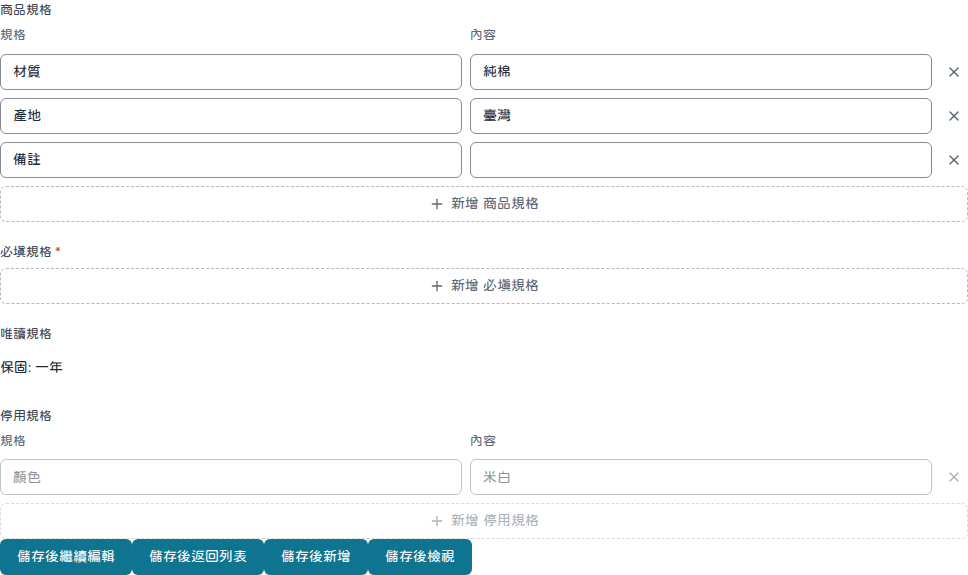 商品規格
規格 內容
材質 純棉
產地 臺灣
備註
新增 商品規格
必填規格 *
新增 必填規格
唯讀規格
保固: 一年
停用規格
規格 內容
顏色 米白
新增 停用規格
儲存後繼續編輯 儲存後返回列表 儲存後新增 儲存後檢視